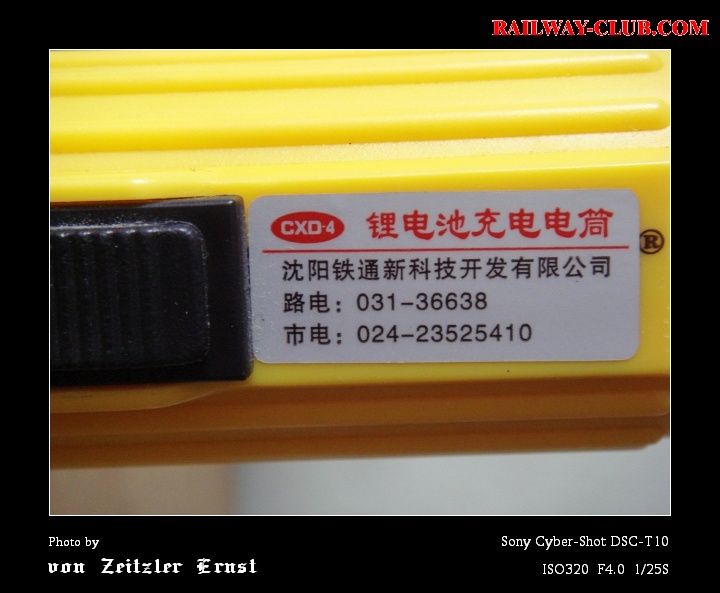 RAILWAY-CLUB.COM
CXD-4 锂电池充电电筒
®
沈阳铁通新科技开发有限公司
路电：031-36638
市电：024-23525410
Photo by
von Zeitzler Ernst
Sony Cyber-Shot DSC-T10
ISO320 F4.0 1/25S